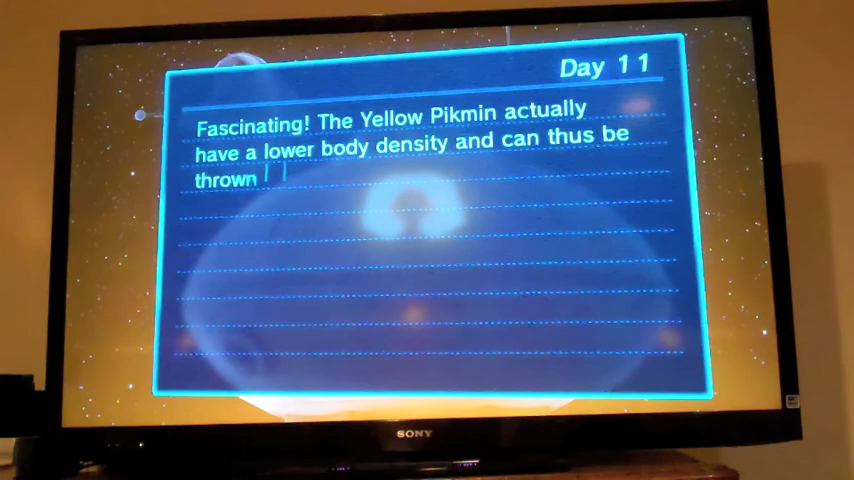 Day 11
Fascinating! The Yellow Pikmin actually
have a lower body density and can thus be
thrown
SONY